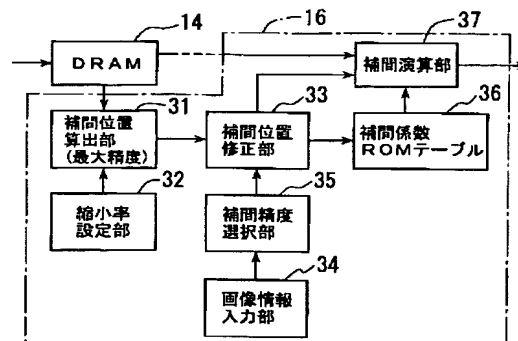 14
16
37
DRAM
補間演算部
31
33
36
補間位置
算出部
(最大精度)
補間位置
修正部
補間係数
ROMテーブル
32
35
縮小率
設定部
補間精度
選択部
34
画像情報
入力部